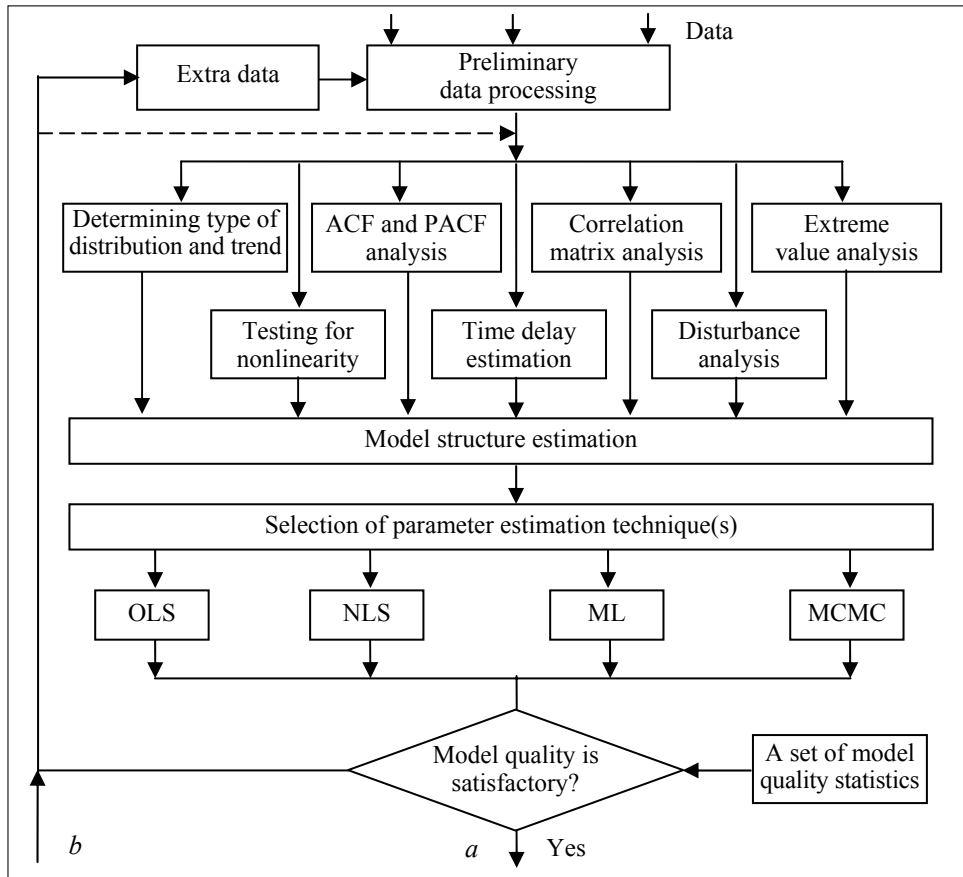 Data
Extra data
Preliminary
data processing
Determining type of
distribution and trend
ACF and PACF
analysis
Correlation
matrix analysis
Extreme
value analysis
Testing for
nonlinearity
Time delay
estimation
Disturbance
analysis
Model structure estimation
Selection of parameter estimation technique(s)
OLS
NLS
ML
MCMC
Model quality is
satisfactory?
A set of model
quality statistics
b
a
Yes